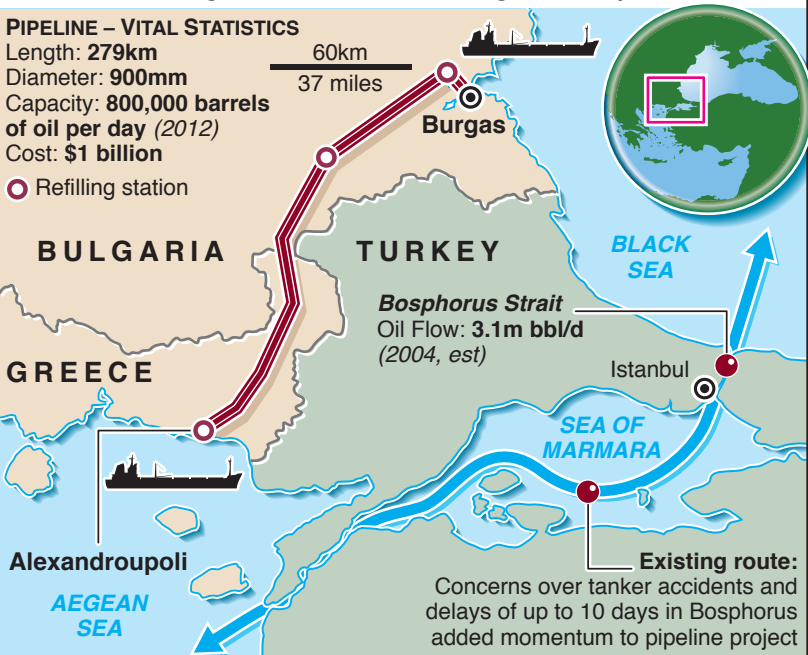 PIPELINE – VITAL STATISTICS
Length: 279km
Diameter: 900mm
Capacity: 800,000 barrels
of oil per day (2012)
Cost: $1 billion
Refilling station
60km
37 miles
Burgas
BULGARIA
TURKEY
BLACK
SEA
Bosphorus Strait
Oil Flow: 3.1m bbl/d
(2004, est)
GREECE
Istanbul
SEA OF
MARMARA
Alexandroupoli
AEGEAN
SEA
Existing route:
Concerns over tanker accidents and
delays of up to 10 days in Bosphorus
added momentum to pipeline project